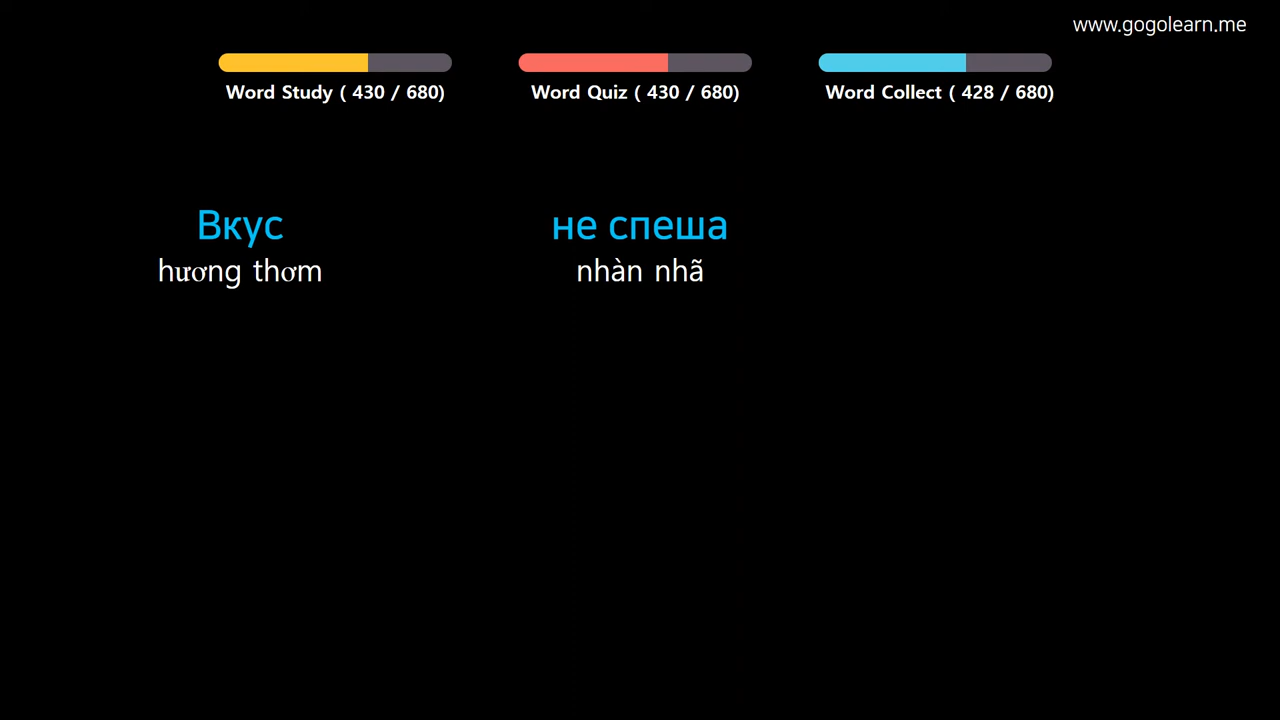 www.gogolearn.me
Word Study ( 430 / 680)
Word Quiz ( 430 / 680)
Word Collect ( 428 / 680)
Вкус
hương thơm
не спеша
nhàn nhã